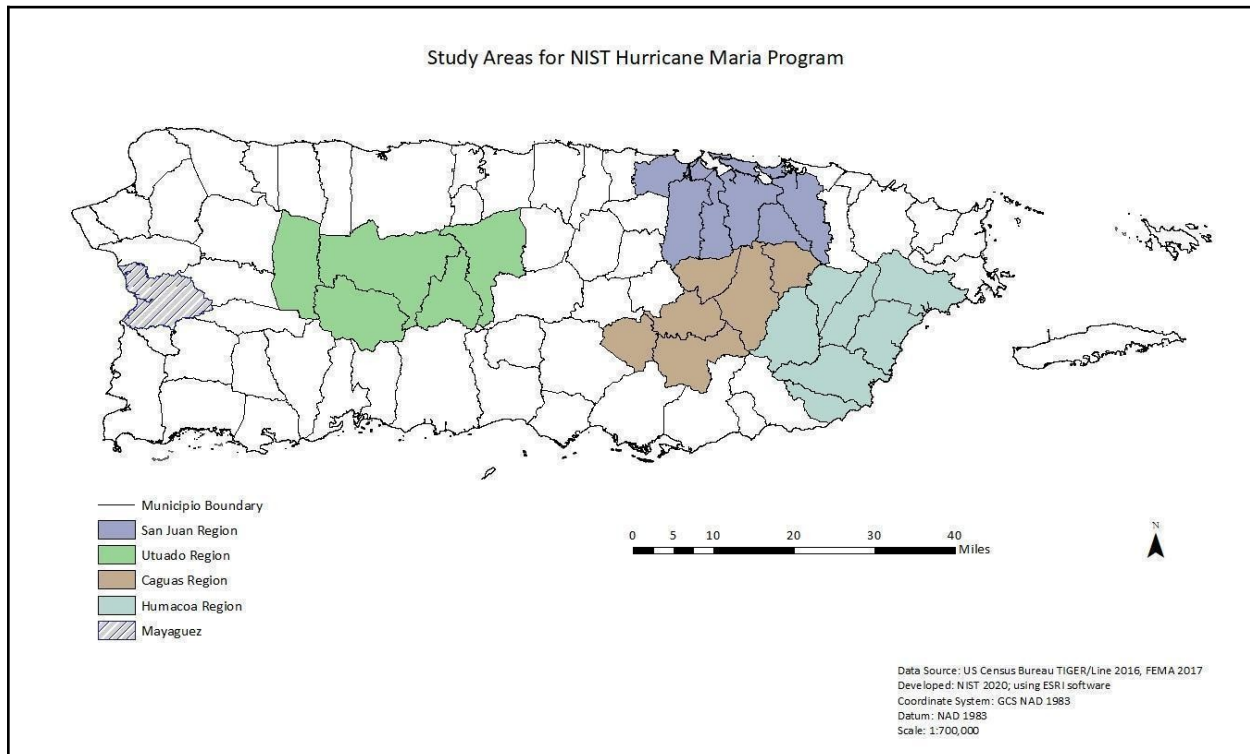 Study Areas for NIST Hurricane Maria Program
Municipio Boundary
San Juan Region
Utuado Region
Caguas Region
Humacoa Region
Mayaguez
0 5 10 20 30 40
Miles
N
Data Source: US Census Bureau TIGER/Line 2016, FEMA 2017
Developed: NIST 2020; using ESRI software
Coordinate System: GCS NAD 1983
Datum: NAD 1983
Scale: 1:700,000